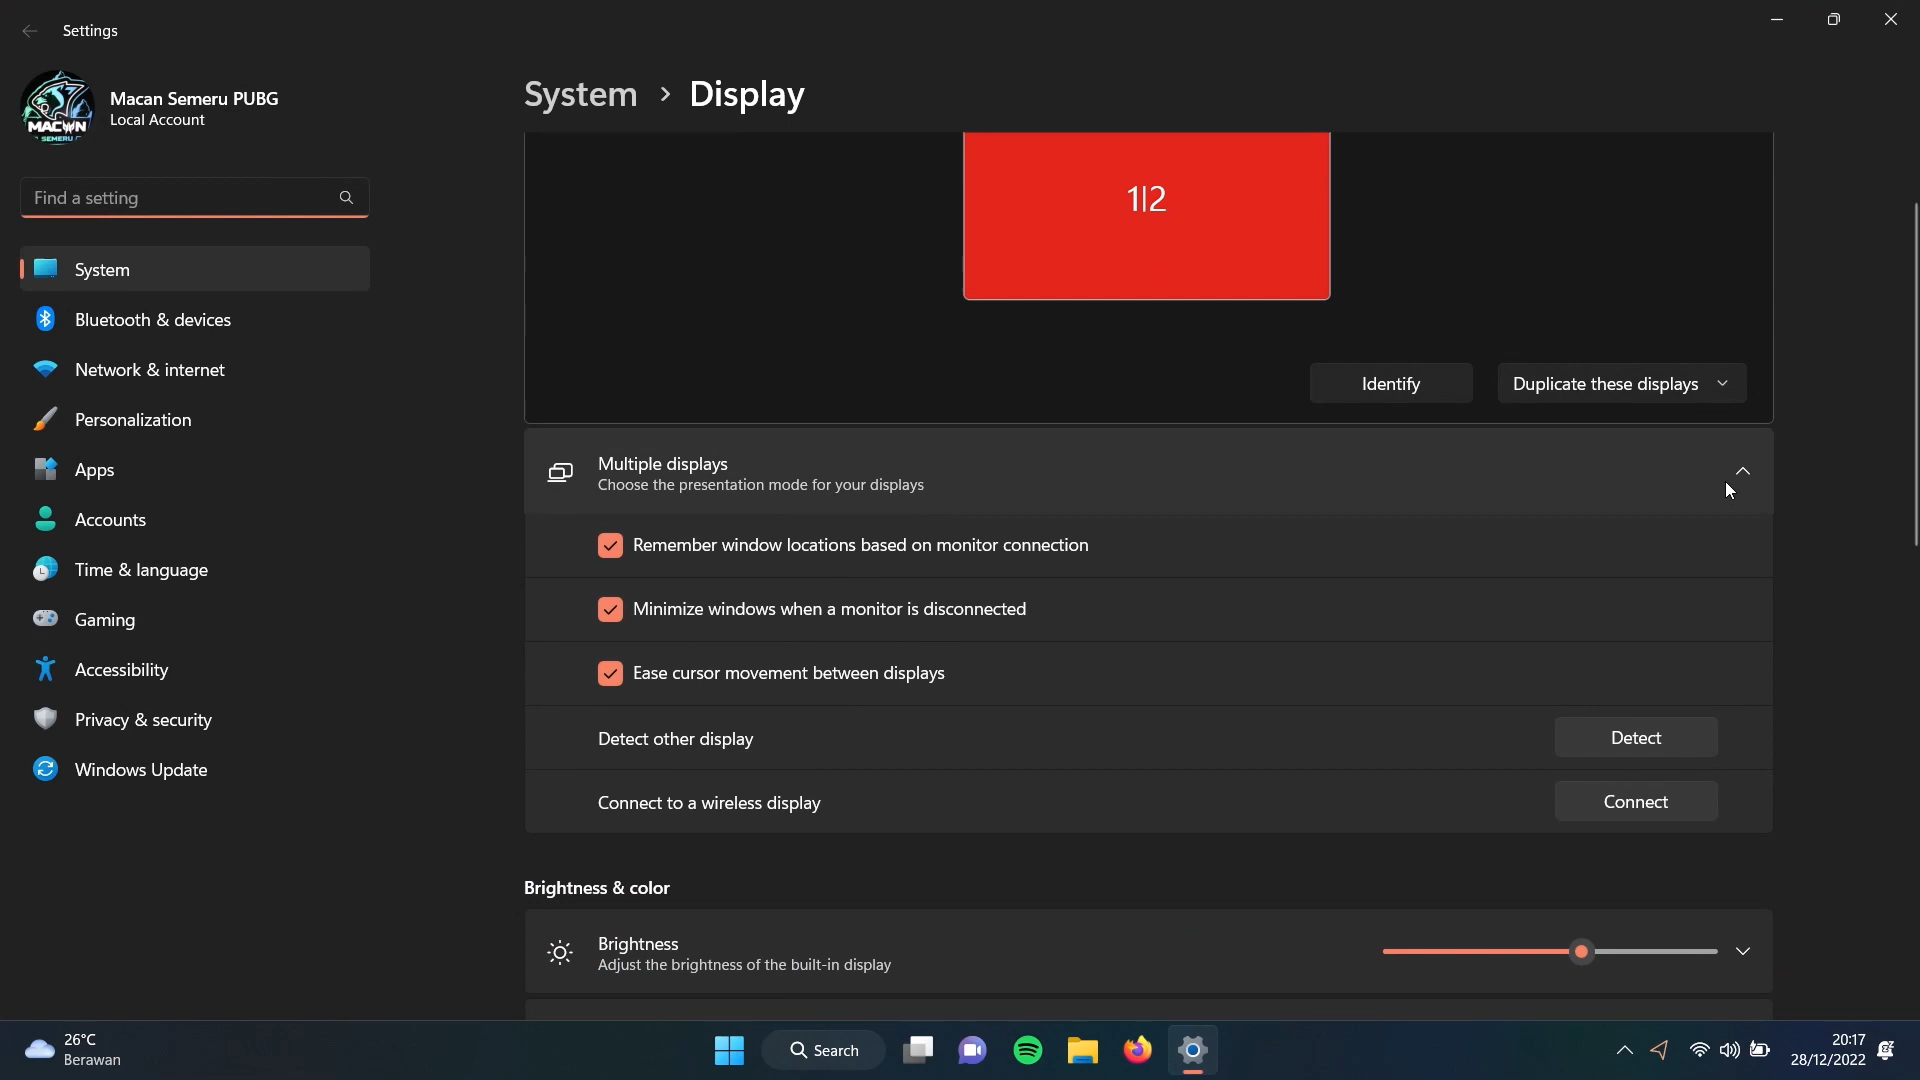 Settings
MACAN
SEMERU
Macan Semeru PUBG
Local Account
Find a setting
System
Bluetooth & devices
Network & internet
Personalization
Apps
Accounts
Time & language
Gaming
Accessibility
Privacy & security
Windows Update
System > Display
1|2
Identify
Duplicate these displays
Multiple displays
Choose the presentation mode for your displays
Remember window locations based on monitor connection
Minimize windows when a monitor is disconnected
Ease cursor movement between displays
Detect other display
Detect
Connect to a wireless display
Connect
Brightness & color
Brightness
Adjust the brightness of the built-in display
26°C
Berawan
Search
20:17
28/12/2022